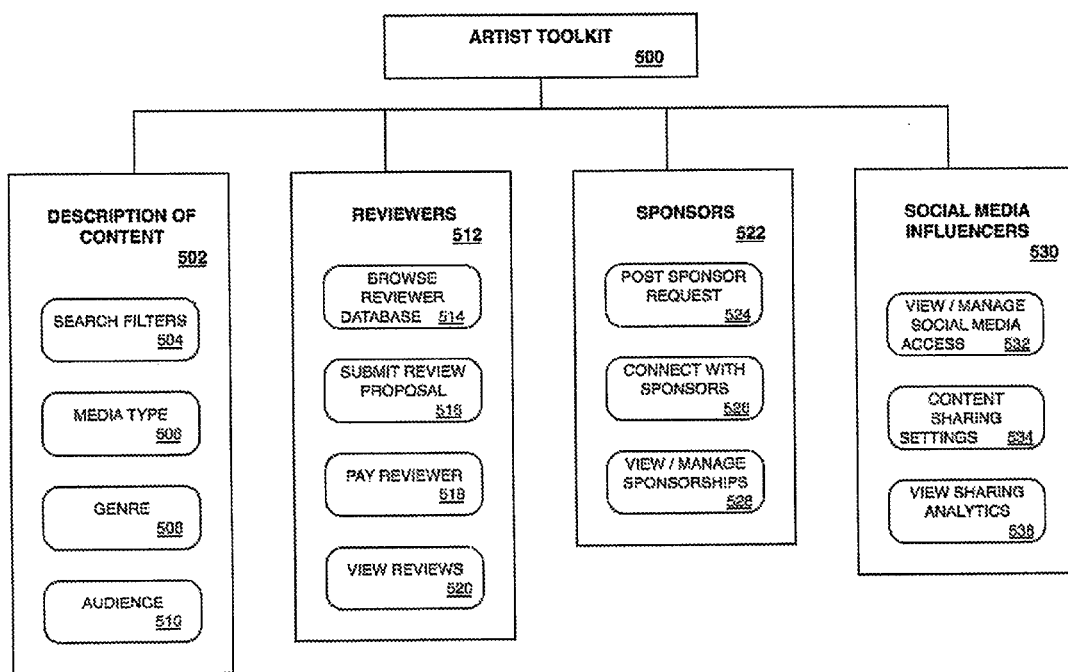 ARTIST TOOLKIT
500
DESCRIPTION OF
CONTENT
502
SEARCH FILTERS
504
MEDIA TYPE
506
GENRE
508
AUDIENCE
510
REVIEWERS
512
BROWSE
REVIEWER
DATABASE 514
SUBMIT REVIEW
PROPOSAL
516
PAY REVIEWER
518
VIEW REVIEWS
520
SPONSORS
522
POST SPONSOR
REQUEST
524
CONNECT WITH
SPONSORS
526
VIEW / MANAGE
SPONSORSHIPS
528
SOCIAL MEDIA
INFLUENCERS
530
VIEW / MANAGE
SOCIAL MEDIA
ACCESS 532
CONTENT
SHARING
SETTINGS 534
VIEW SHARING
ANALYTICS
536